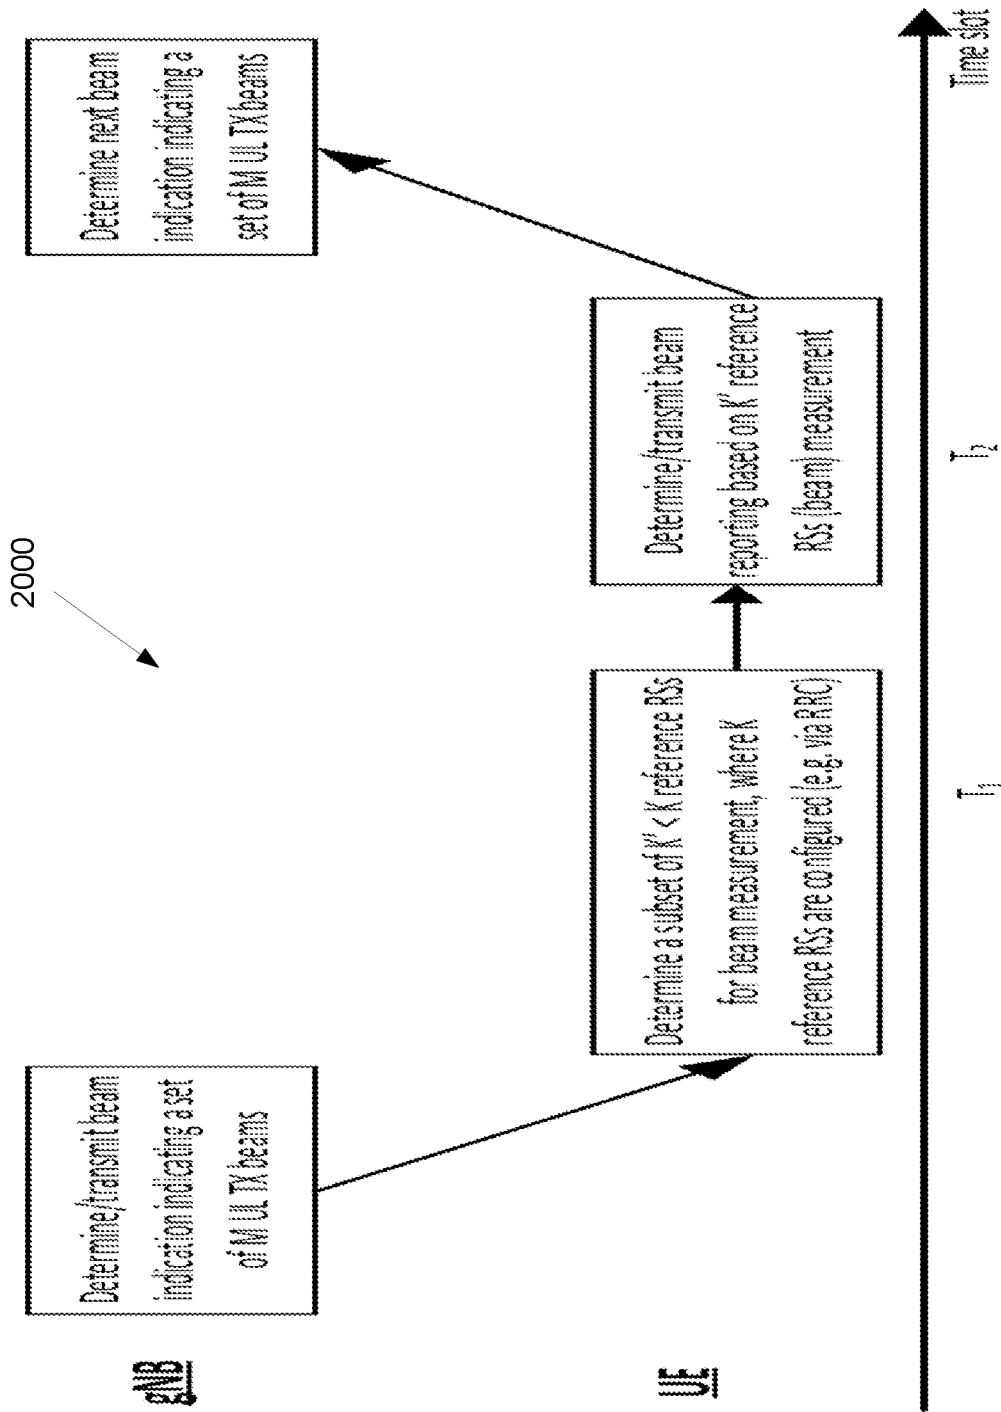 2000
gNB
Determine/transmit beam
indication indicating a set
of M UL TX beams
Determine next beam
indication indicating a
set of M UL TX beams
UE
Determine a subset of K' < K reference RSs
for beam measurement, where K
reference RSs are configured (e.g. via RRC)
Determine/transmit beam
reporting based on K' reference
RSs (beam) measurement
T1
T2
Time slot